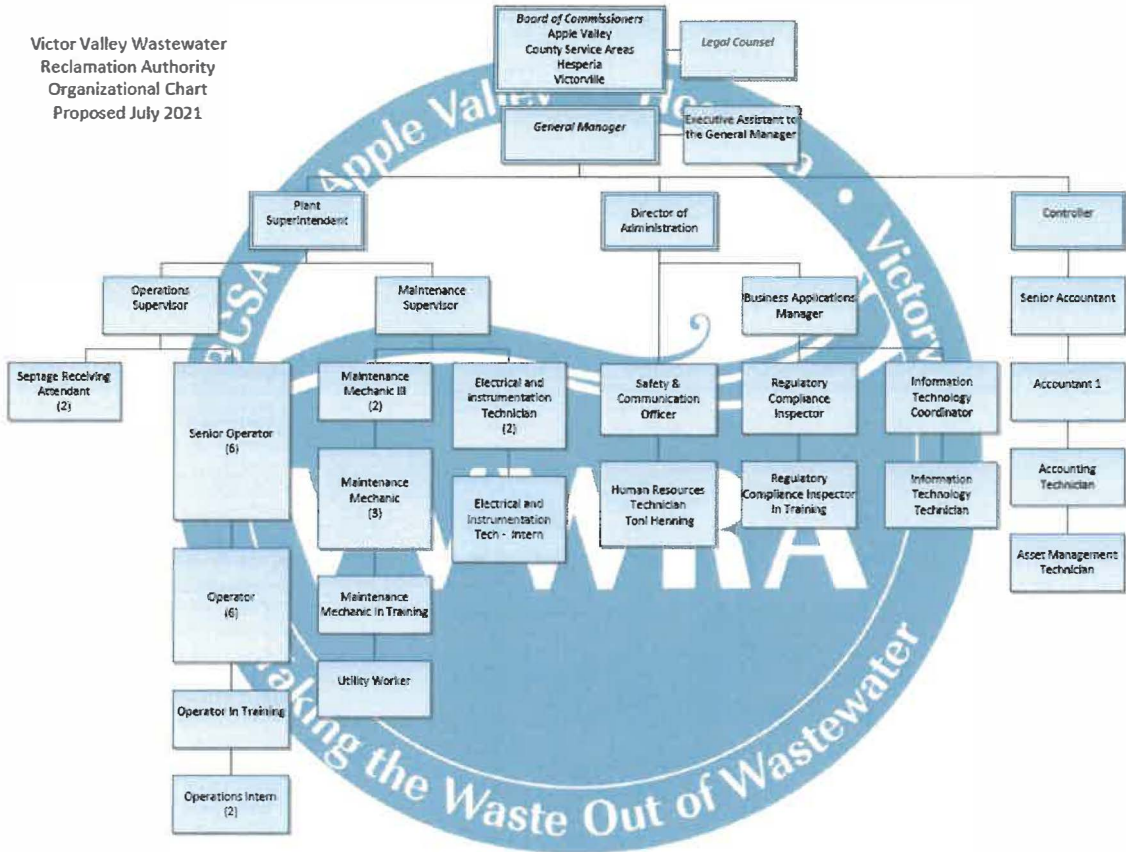 Victor Valley Wastewater
Reclamation Authority
Organizational Chart
Proposed July 2021
Board of Commissioners
Apple Valley
County Service Areas
Hesperia
Victorville
Legal Counsel
General Manager
Executive Assistant to
the General Manager
Plant
Superintendent
Director of
Administration
Controller
Operations
Supervisor
Maintenance
Supervisor
Business Applications
Manager
Senior Accountant
Septage Receiving
Attendant
(2)
Senior Operator
(6)
Maintenance
Mechanic III
(2)
Electrical and
Instrumentation
Technician
(2)
Safety &
Communication
Officer
Regulatory
Compliance
Inspector
Information
Technology
Coordinator
Accountant 1
Maintenance
Mechanic
(3)
Electrical and
Instrumentation
Tech - Intern
Human Resources
Technician
Toni Henning
Regulatory
Compliance Inspector
In Training
Information
Technology
Technician
Accounting
Technician
Operator
(6)
Maintenance
Mechanic In Training
Asset Management
Technician
Utility Worker
Operator In Training
Operations Intern
(2)
Apple Valley
VVWRA
Taking the Waste Out of Wastewater